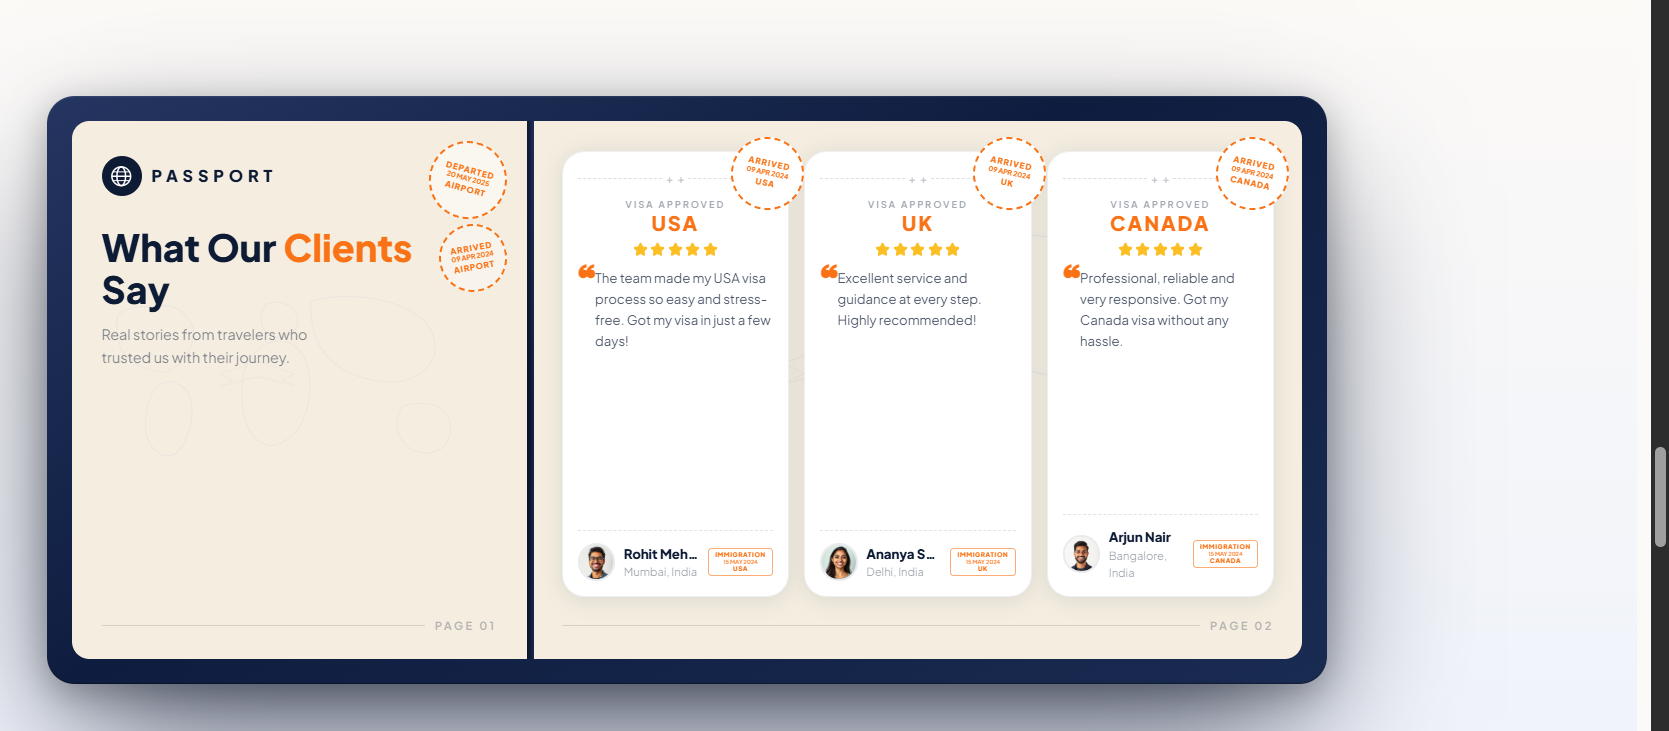 PASSPORT
DEPARTED
20 MAY 2025
AIRPORT
What Our Clients
Say
ARRIVED
09 APR 2024
AIRPORT
Real stories from travelers who
trusted us with their journey.
PAGE 01
ARRIVED
09 APR 2024
USA
VISA APPROVED
USA
❝The team made my USA visa
process so easy and stress-
free. Got my visa in just a few
days!
Rohit Meh...
Mumbai, India
IMMIGRATION
15 MAY 2024
USA
ARRIVED
09 APR 2024
UK
VISA APPROVED
UK
❝Excellent service and
guidance at every step.
Highly recommended!
Ananya S...
Delhi, India
IMMIGRATION
15 MAY 2024
UK
ARRIVED
09 APR 2024
CANADA
VISA APPROVED
CANADA
❝Professional, reliable and
very responsive. Got my
Canada visa without any
hassle.
Arjun Nair
Bangalore,
India
IMMIGRATION
15 MAY 2024
CANADA
PAGE 02